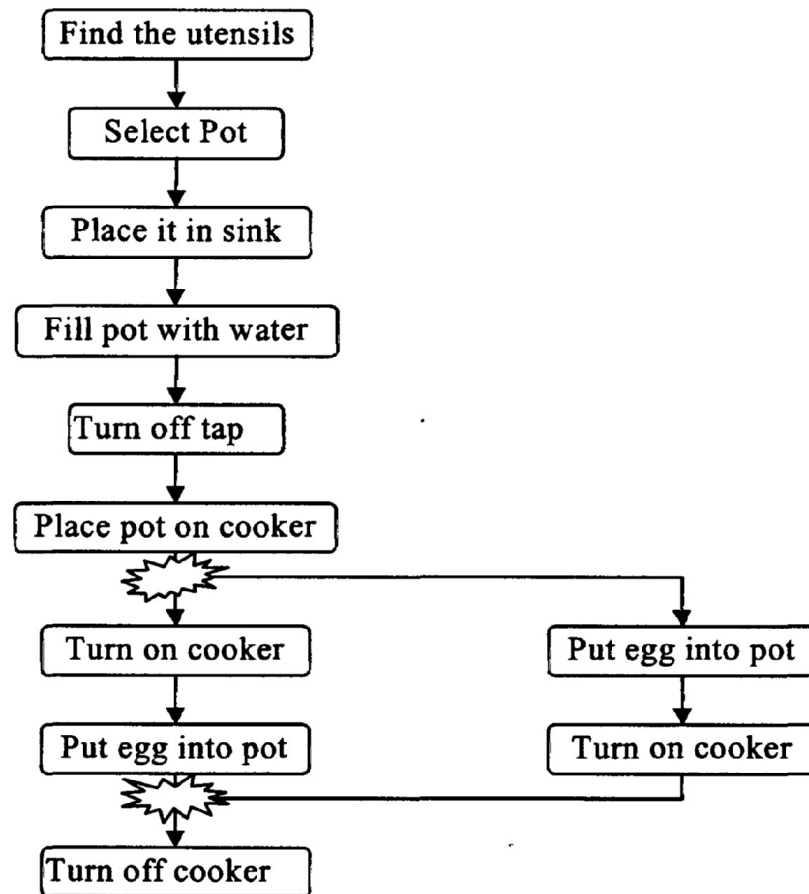 Find the utensils
Select Pot
Place it in sink
Fill pot with water
Turn off tap
Place pot on cooker
Turn on cooker
Put egg into pot
Put egg into pot
Turn on cooker
Turn off cooker